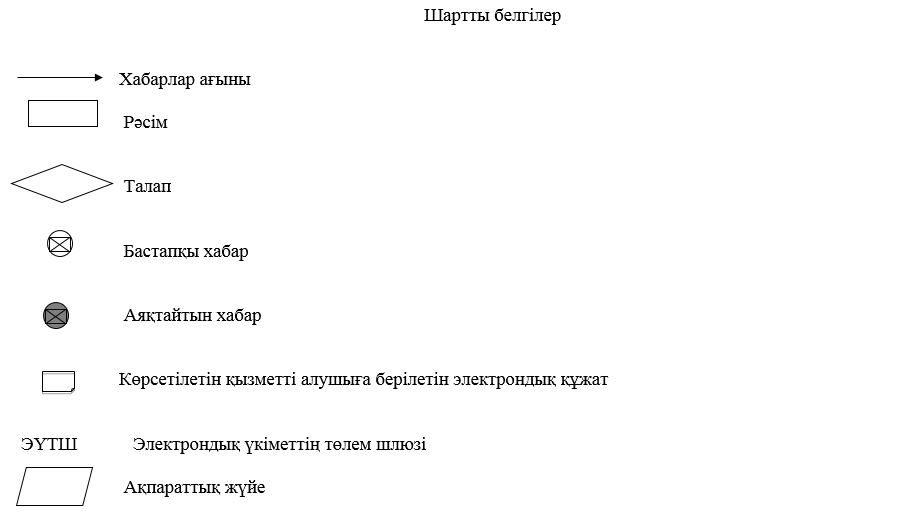 Шартты белгілер
Хабарлар ағыны
Рәсім
Талап
Бастапқы хабар
Аяқтайтын хабар
Көрсетілетін қызметті алушыға берілетін электрондық құжат
ЭҮТШ Электрондық үкіметтің төлем шлюзі
Ақпараттық жүйе